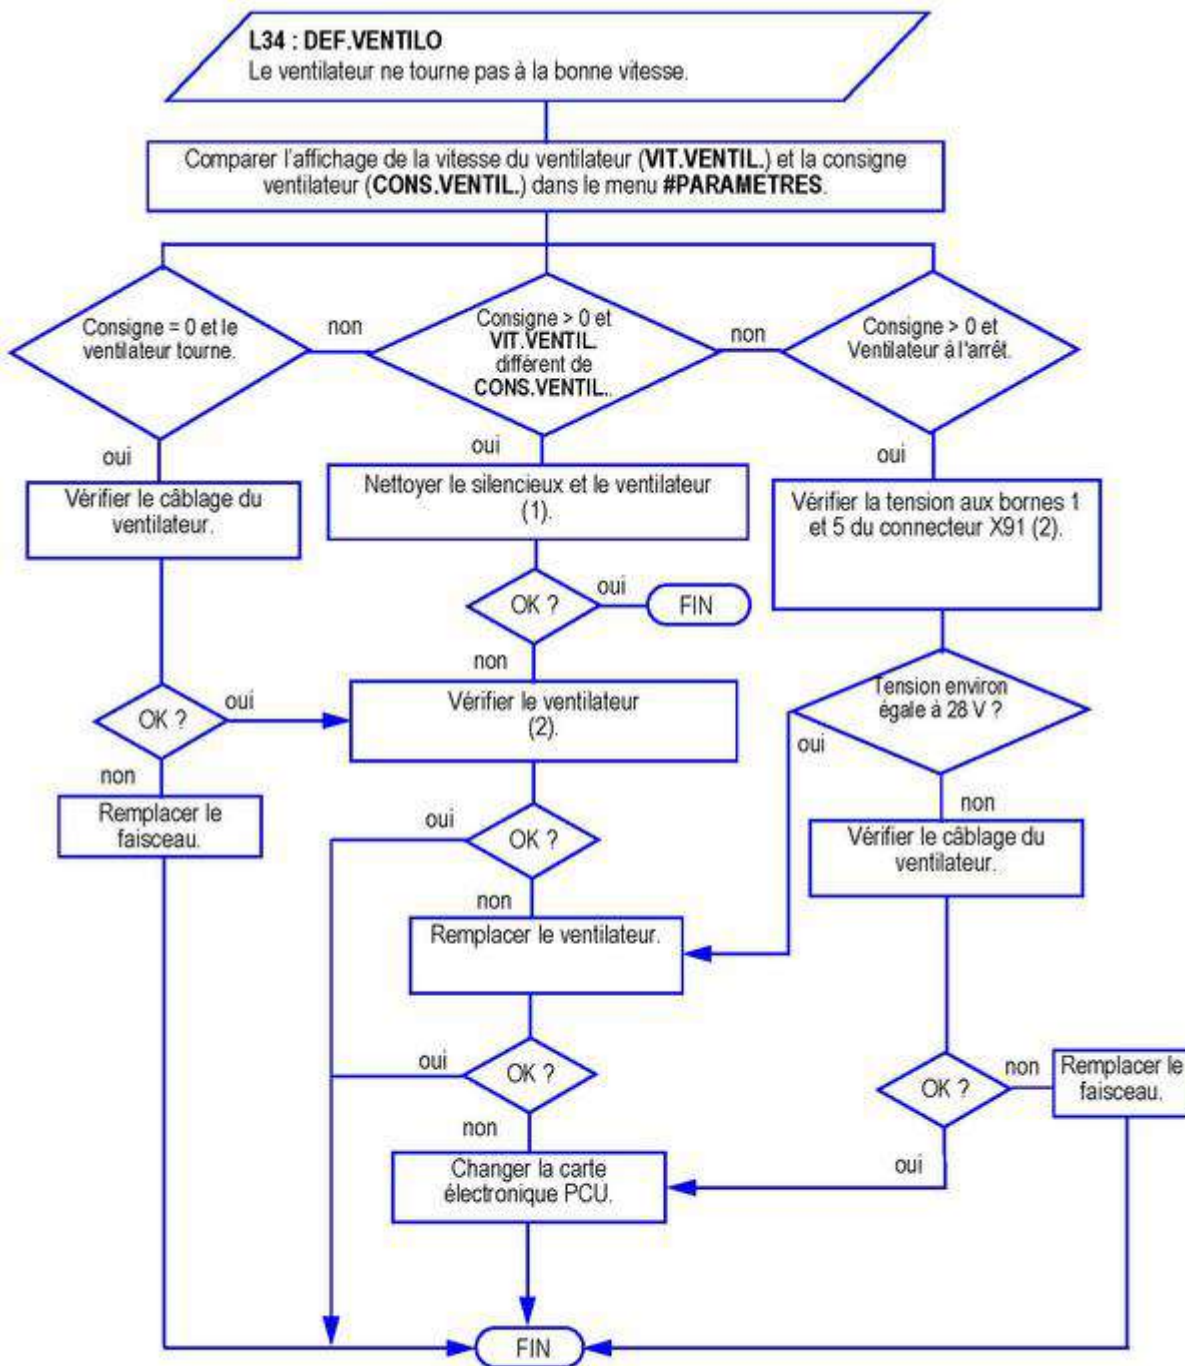 L34 : DEF.VENTILO
Le ventilateur ne tourne pas à la bonne vitesse.
Comparer l'affichage de la vitesse du ventilateur (VIT.VENTIL.) et la consigne
ventilateur (CONS.VENTIL.) dans le menu #PARAMETRES.
Consigne = 0 et le
ventilateur tourne.
non
Consigne > 0 et
VIT.VENTIL.
différent de
CONS.VENTIL..
non
Consigne > 0 et
Ventilateur à l'arrêt.
oui
Vérifier le câblage du
ventilateur.
oui
Nettoyer le silencieux et le ventilateur
(1).
oui
Vérifier la tension aux bornes 1
et 5 du connecteur X91 (2).
OK ?
oui
FIN
non
OK ?
oui
Vérifier le ventilateur
(2).
Tension environ
égale à 28 V ?
oui
non
non
Remplacer le
faisceau.
oui
OK ?
Vérifier le câblage du
ventilateur.
non
Remplacer le ventilateur.
oui
OK ?
OK ?
non
Remplacer le
faisceau.
non
oui
Changer la carte
électronique PCU.
FIN